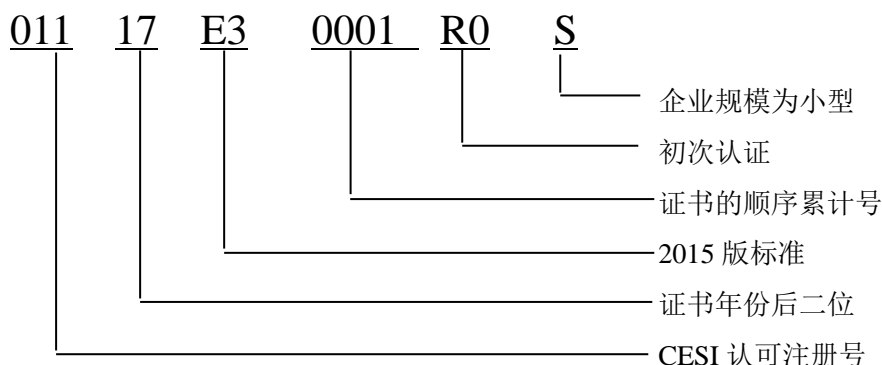 011 17 E3 0001 R0 S
企业规模为小型
初次认证
证书的顺序累计号
2015 版标准
证书年份后二位
CESI 认可注册号